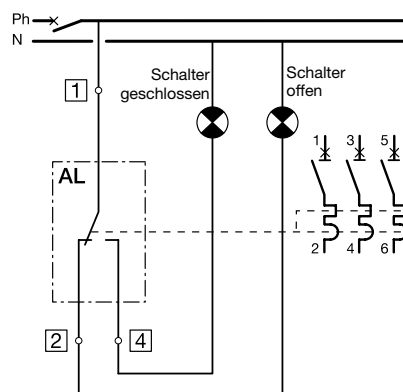 Ph
N
Schalter
geschlossen
Schalter
offen
1
1 3 5
AL
2 4 6
2 4